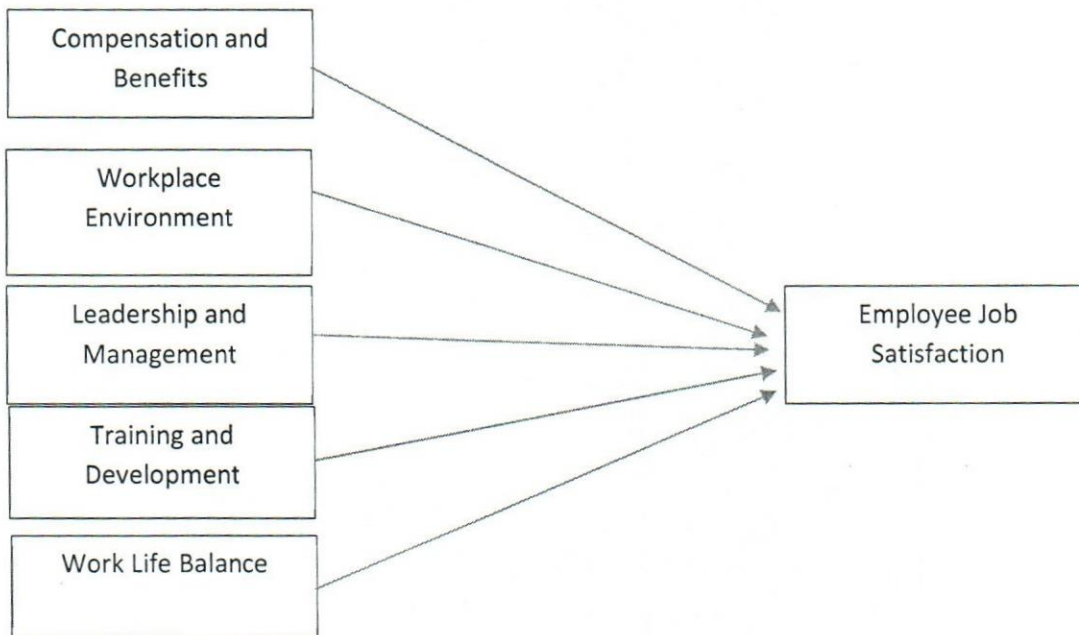 Compensation and
Benefits
Workplace
Environment
Leadership and
Management
Training and
Development
Work Life Balance
Employee Job
Satisfaction